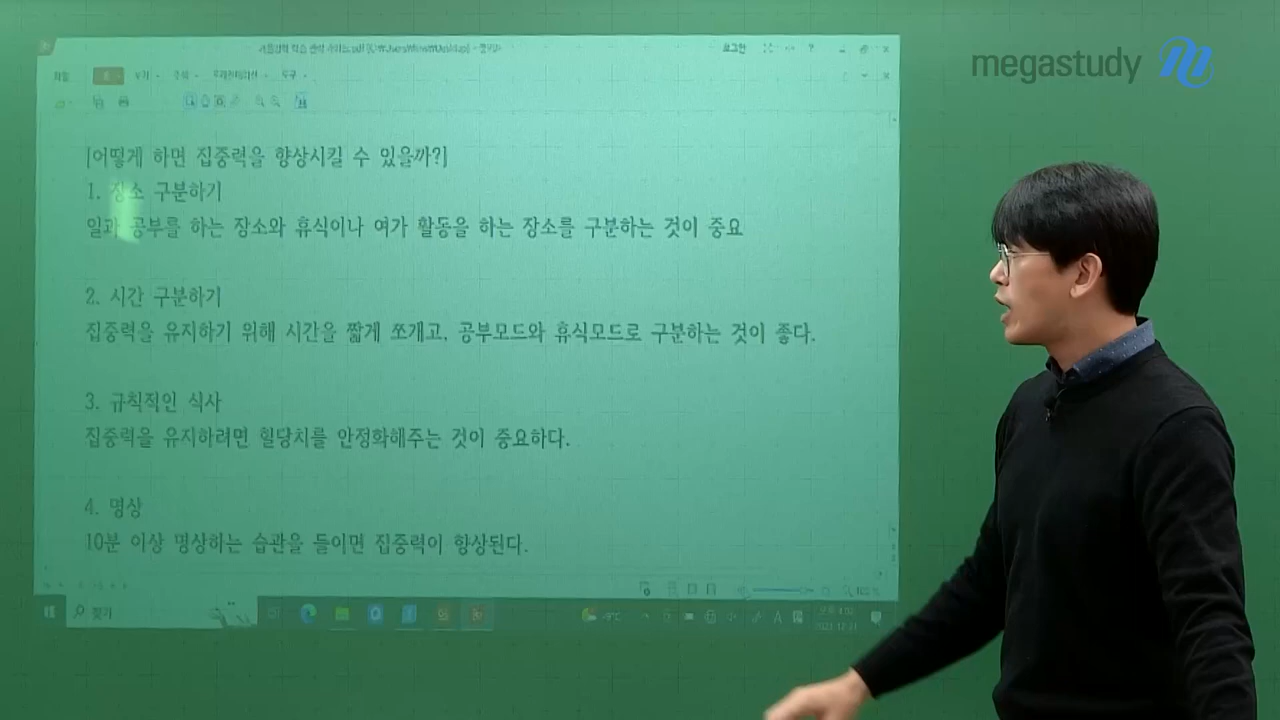 megastudy
로그인
[어떻게 하면 집중력을 향상시킬 수 있을까?]
1. 장소 구분하기
일과 공부를 하는 장소와 휴식이나 여가 활동을 하는 장소를 구분하는 것이 중요
2. 시간 구분하기
집중력을 유지하기 위해 시간을 짧게 쪼개고, 공부모드와 휴식모드로 구분하는 것이 좋다.
3. 규칙적인 식사
집중력을 유지하려면 혈당치를 안정화해주는 것이 중요하다.
4. 명상
10분 이상 명상하는 습관을 들이면 집중력이 향상된다.
찾기